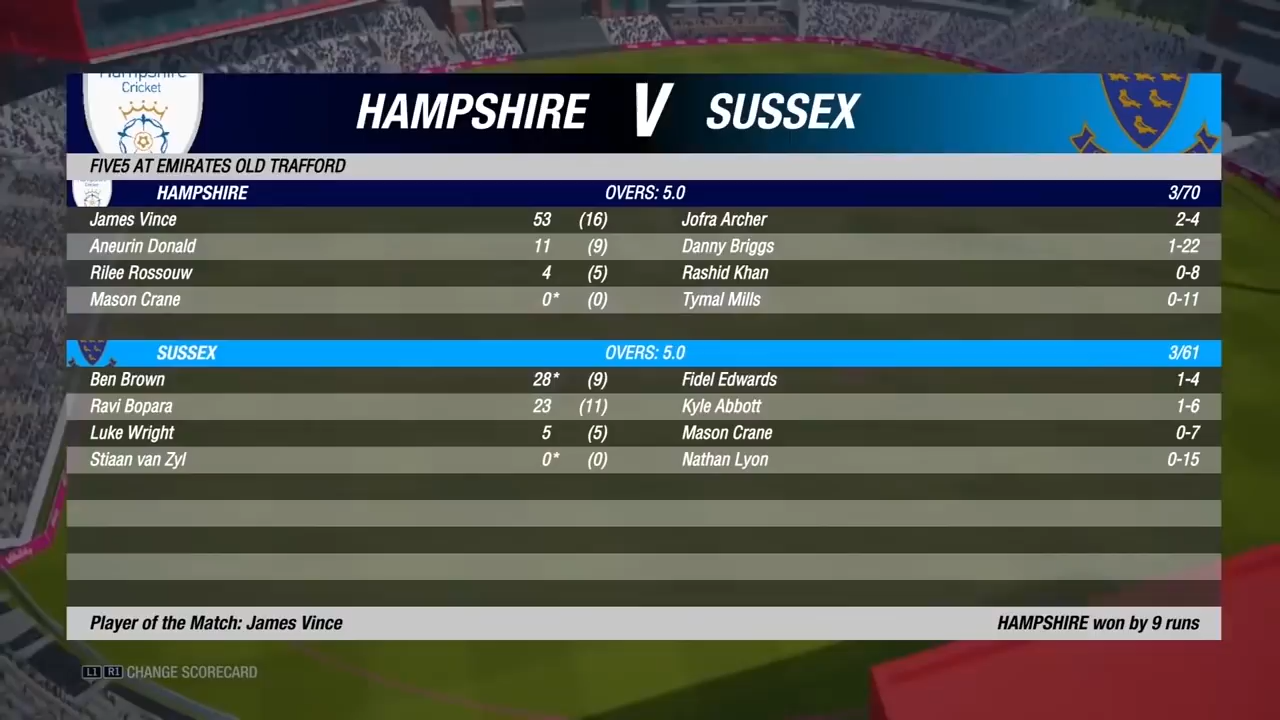 Hampshire
Cricket
HAMPSHIRE V SUSSEX
FIVE5 AT EMIRATES OLD TRAFFORD
HAMPSHIRE OVERS: 5.0 3/70
James Vince 53 (16) Jofra Archer 2-4
Aneurin Donald 11 (9) Danny Briggs 1-22
Rilee Rossouw 4 (5) Rashid Khan 0-8
Mason Crane 0* (0) Tymal Mills 0-11
SUSSEX OVERS: 5.0 3/61
Ben Brown 28* (9) Fidel Edwards 1-4
Ravi Bopara 23 (11) Kyle Abbott 1-6
Luke Wright 5 (5) Mason Crane 0-7
Stiaan van Zyl 0* (0) Nathan Lyon 0-15
Player of the Match: James Vince HAMPSHIRE won by 9 runs
L1 R1 CHANGE SCORECARD